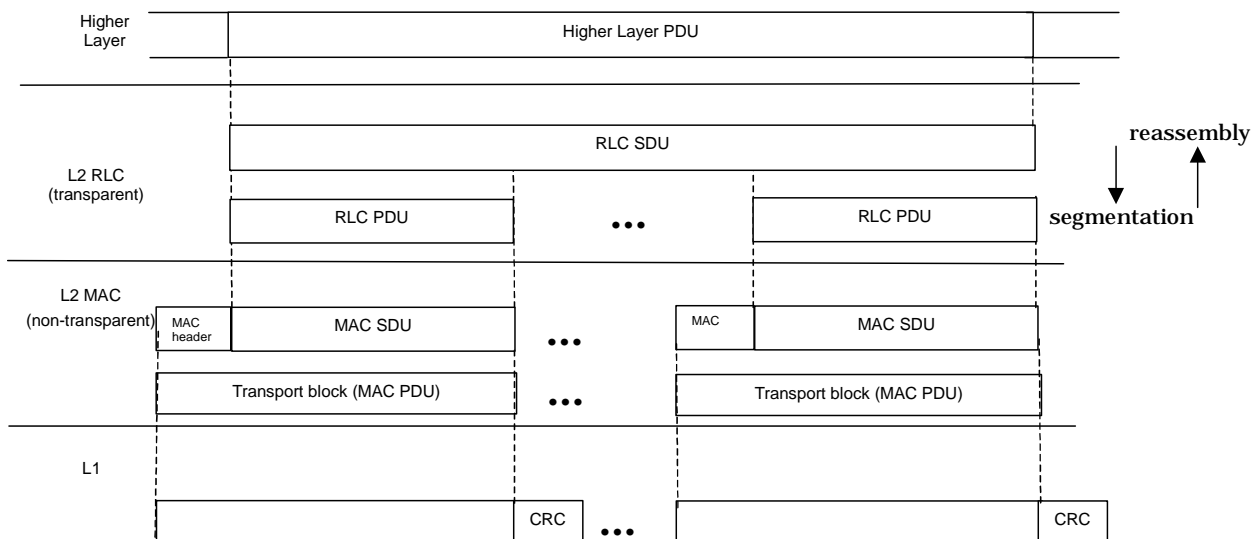 Higher
Layer
Higher Layer PDU
RLC SDU
reassembly
L2 RLC
(transparent)
RLC PDU
•••
RLC PDU
segmentation
L2 MAC
(non-transparent)
MAC
header
MAC SDU
•••
MAC
MAC SDU
Transport block (MAC PDU)
•••
Transport block (MAC PDU)
L1
CRC
•••
CRC